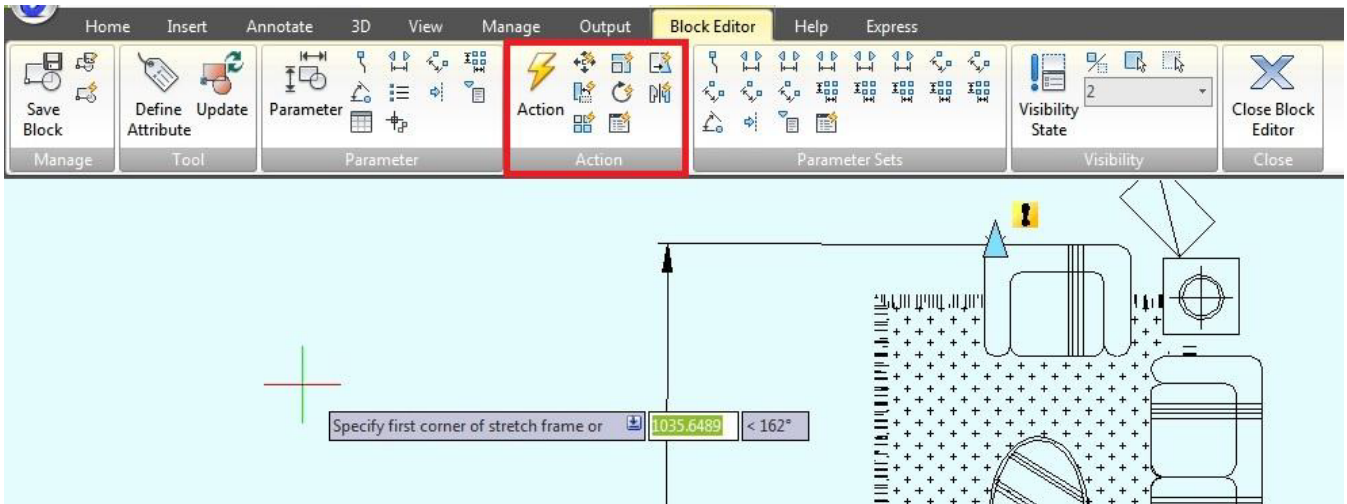 Home Insert Annotate 3D View Manage Output Block Editor Help Express
Save
Block
Define
Attribute
Update
Parameter
Action
2
Visibility
State
Close Block
Editor
Manage Tool Parameter Action Parameter Sets Visibility Close
Specify first corner of stretch frame or 1035.6489 < 162°